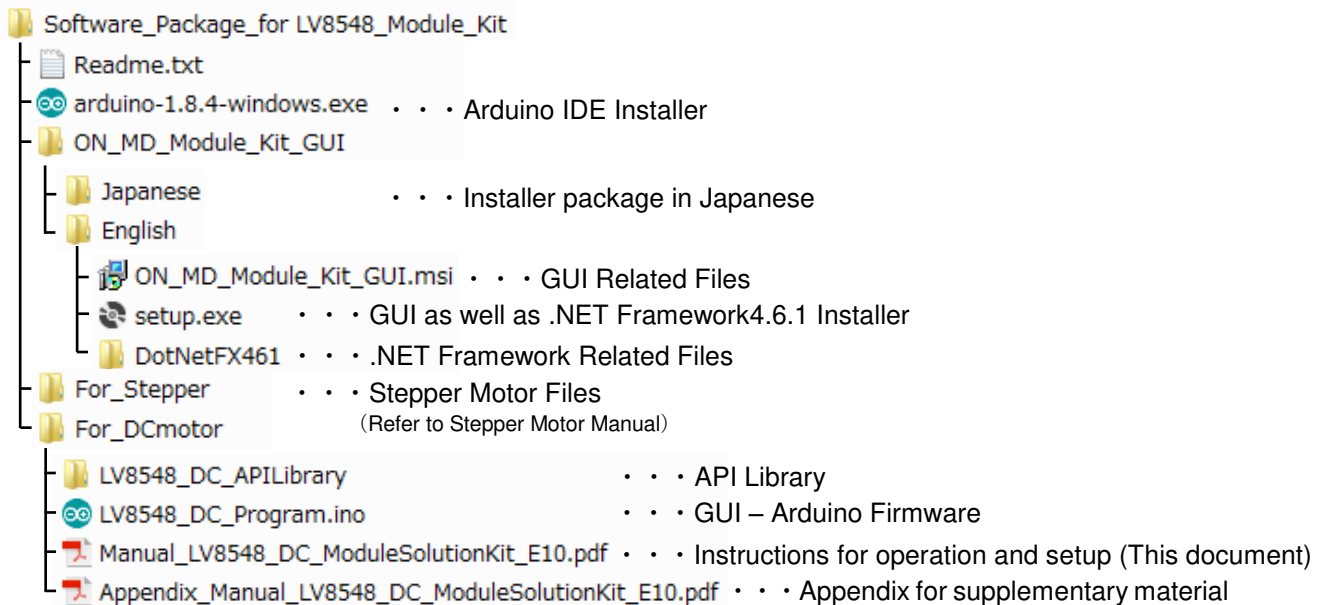 Software_Package_for LV8548_Module_Kit
Readme.txt
arduino-1.8.4-windows.exe ・・・Arduino IDE Installer
ON_MD_Module_Kit_GUI
Japanese ・・・Installer package in Japanese
English
ON_MD_Module_Kit_GUI.msi ・・・GUI Related Files
setup.exe ・・・GUI as well as .NET Framework4.6.1 Installer
DotNetFX461 ・・・.NET Framework Related Files
For_Stepper ・・・Stepper Motor Files
（Refer to Stepper Motor Manual）
For_DCmotor
LV8548_DC_APILibrary ・・・API Library
LV8548_DC_Program.ino ・・・GUI – Arduino Firmware
Manual_LV8548_DC_ModuleSolutionKit_E10.pdf ・・・Instructions for operation and setup (This document)
Appendix_Manual_LV8548_DC_ModuleSolutionKit_E10.pdf ・・・Appendix for supplementary material